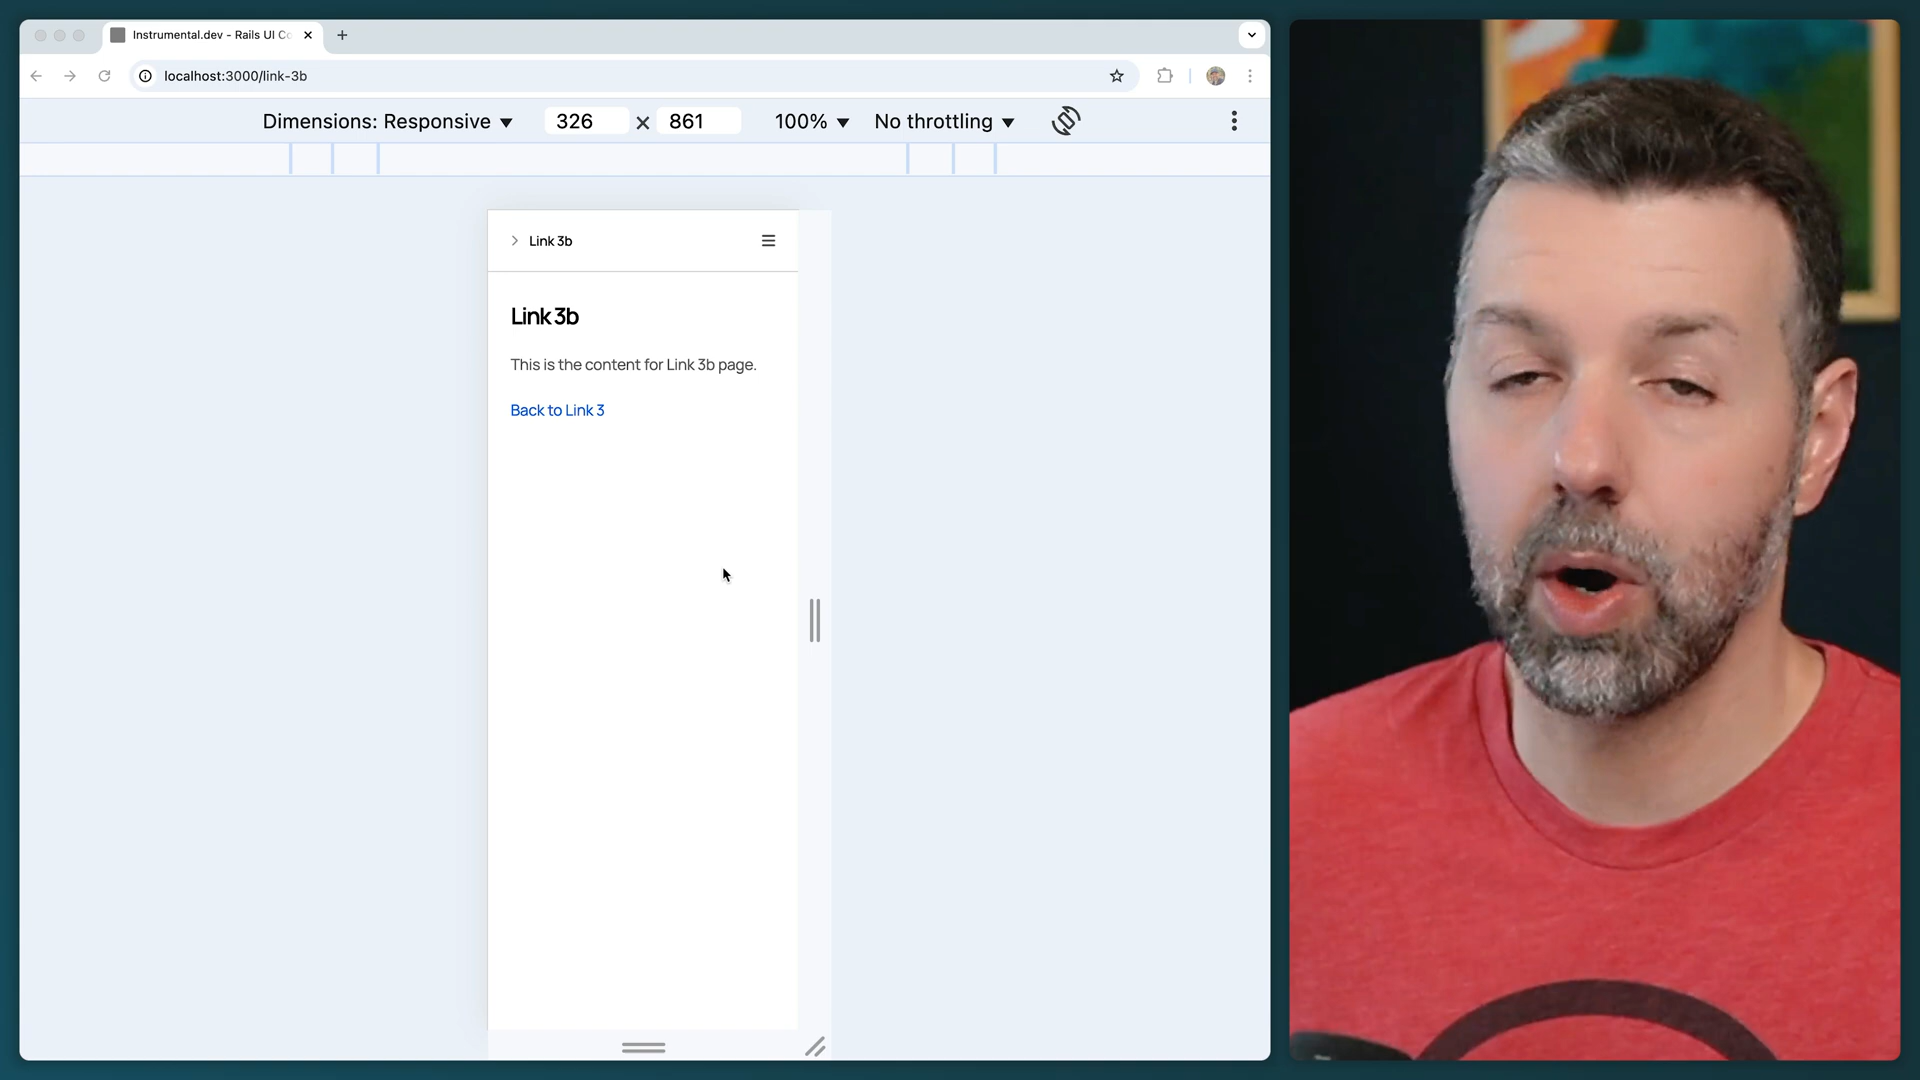 Instrumental.dev - Rails UI Co
localhost:3000/link-3b
Dimensions: Responsive 326 × 861 100% No throttling
Link 3b
Link 3b
This is the content for Link 3b page.
Back to Link 3